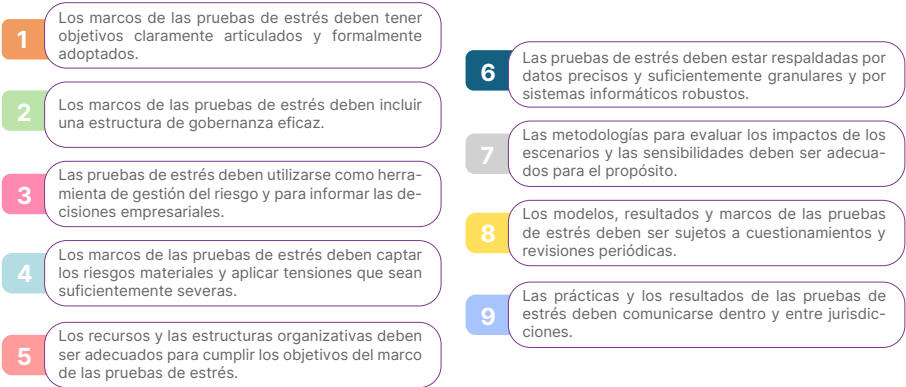 1
Los marcos de las pruebas de estrés deben tener
objetivos claramente articulados y formalmente
adoptados.
2
Los marcos de las pruebas de estrés deben incluir
una estructura de gobernanza eficaz.
3
Las pruebas de estrés deben utilizarse como herra-
mienta de gestión del riesgo y para informar las de-
cisiones empresariales.
4
Los marcos de las pruebas de estrés deben captar
los riesgos materiales y aplicar tensiones que sean
suficientemente severas.
5
Los recursos y las estructuras organizativas deben
ser adecuados para cumplir los objetivos del marco
de las pruebas de estrés.
6
Las pruebas de estrés deben estar respaldadas por
datos precisos y suficientemente granulares y por
sistemas informáticos robustos.
7
Las metodologías para evaluar los impactos de los
escenarios y las sensibilidades deben ser adecua-
dos para el propósito.
8
Los modelos, resultados y marcos de las pruebas
de estrés deben ser sujetos a cuestionamientos y
revisiones periódicas.
9
Las prácticas y los resultados de las pruebas de
estrés deben comunicarse dentro y entre jurisdic-
ciones.